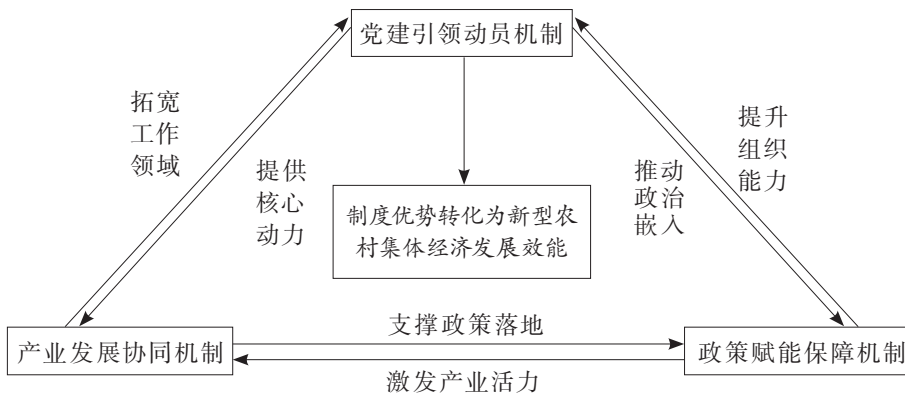 党建引领动员机制
拓宽
工作
领域
提供
核心
动力
制度优势转化为新型农
村集体经济发展效能
推动
政治
嵌入
提升
组织
能力
产业发展协同机制
支撑政策落地
激发产业活力
政策赋能保障机制